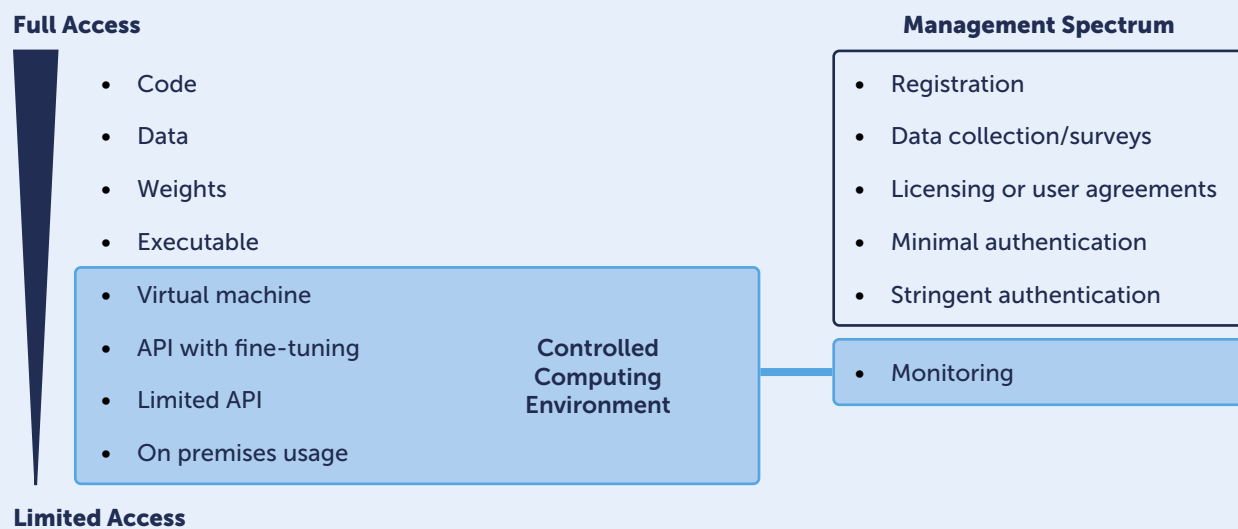 Full Access
• Code
• Data
• Weights
• Executable
• Virtual machine
• API with fine-tuning
• Limited API
• On premises usage
Controlled
Computing
Environment
Limited Access
Management Spectrum
• Registration
• Data collection/surveys
• Licensing or user agreements
• Minimal authentication
• Stringent authentication
• Monitoring